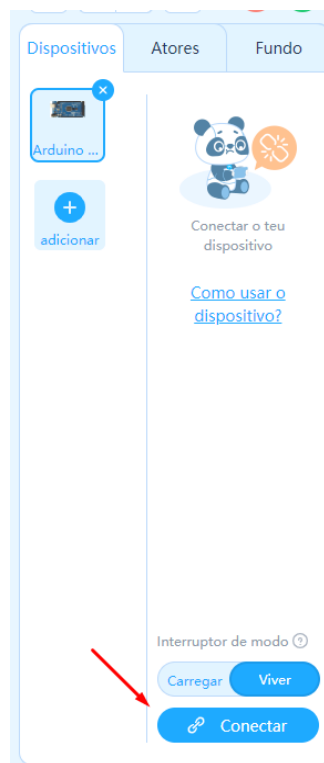 Dispositivos
Atores
Fundo
Arduino ...
adicionar
Conectar o teu
dispositivo
Como usar o
dispositivo?
Interruptor de modo ?
Carregar
Viver
Conectar